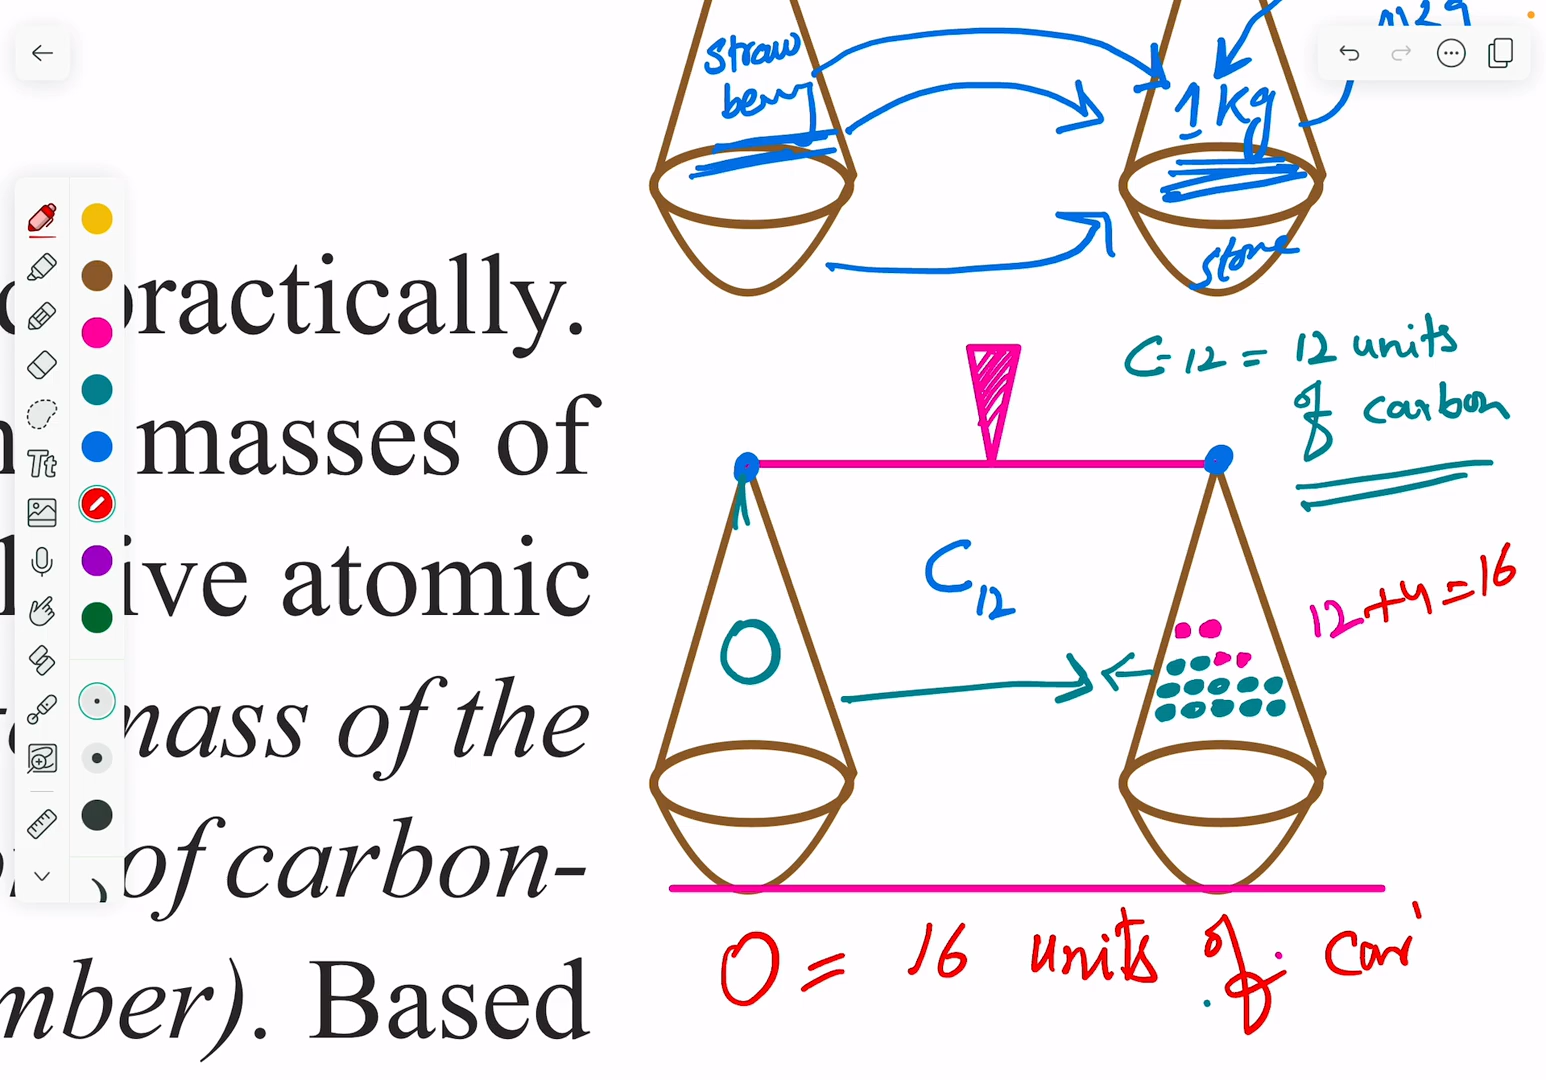 Straw
berry
1 Kg
Stone
practically.
masses of
ive atomic
mass of the
of carbon-
mber). Based
Tt
C-12 = 12 units
of carbon
C12
O
12+4=16
O = 16 units of car